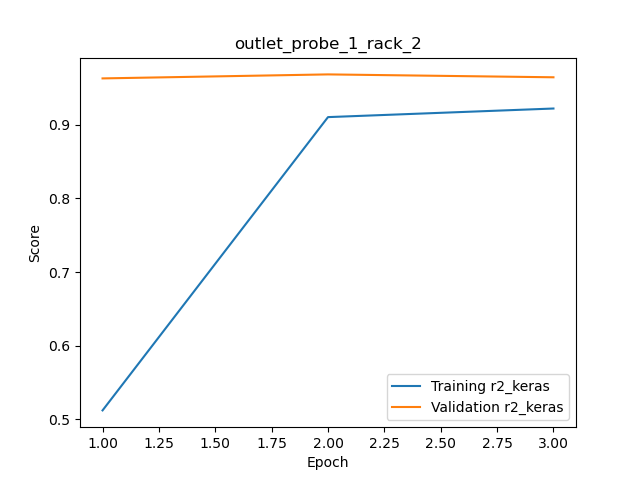 outlet_probe_1_rack_2
Score
0.9
0.8
0.7
0.6
0.5
Training r2_keras
Validation r2_keras
1.00 1.25 1.50 1.75 2.00 2.25 2.50 2.75 3.00
Epoch